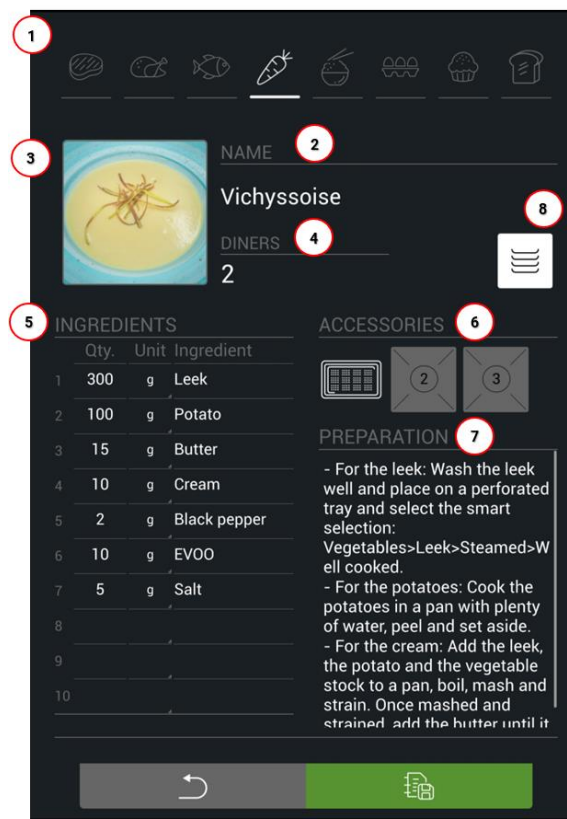 1
3
NAME 2
Vichyssoise
8
DINERS 4
2
5 INGREDIENTS
Qty. Unit Ingredient
1 300 g Leek
2 100 g Potato
3 15 g Butter
4 10 g Cream
5 2 g Black pepper
6 10 g EVOO
7 5 g Salt
8
9
10
ACCESSORIES 6
2 3
PREPARATION 7
- For the leek: Wash the leek
well and place on a perforated
tray and select the smart
selection:
Vegetables>Leek>Steamed>W
ell cooked.
- For the potatoes: Cook the
potatoes in a pan with plenty
of water, peel and set aside.
- For the cream: Add the leek,
the potato and the vegetable
stock to a pan, boil, mash and
strain. Once mashed and
strained, add the butter until it